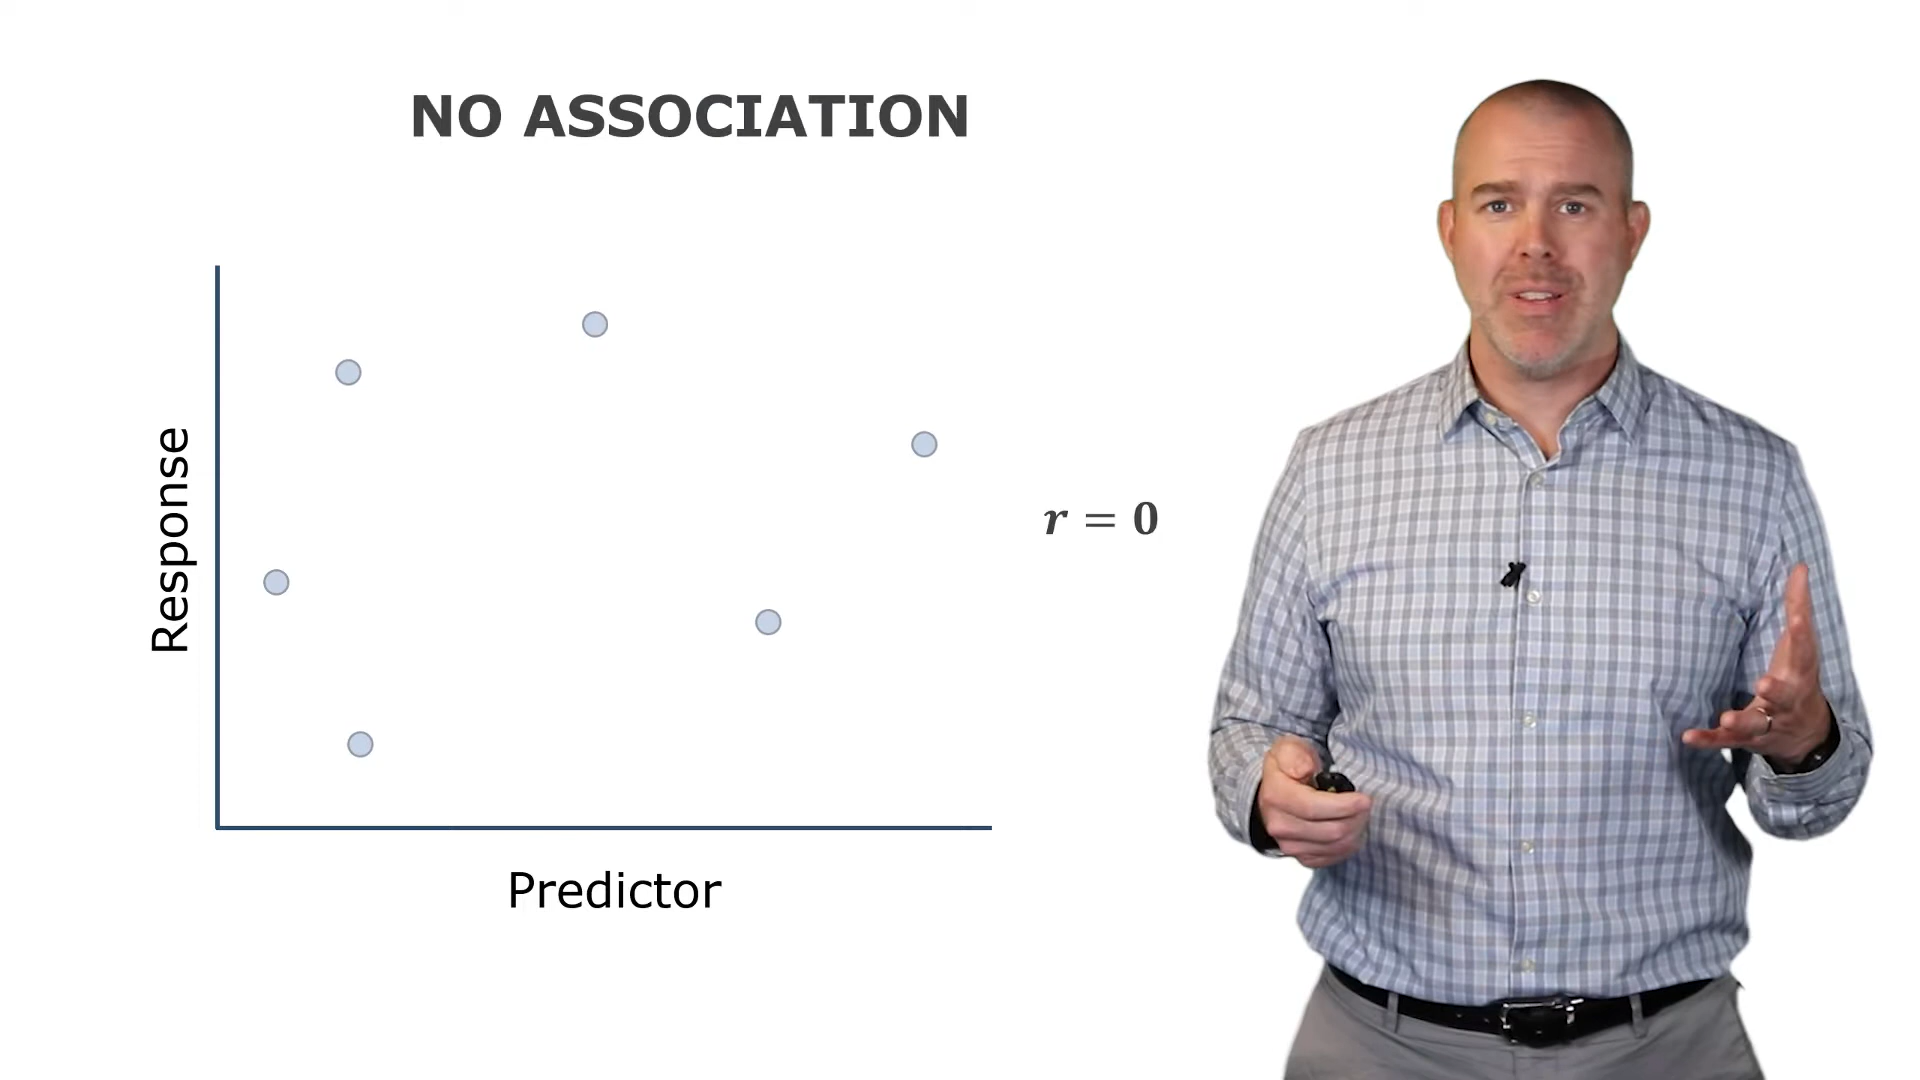 NO ASSOCIATION
Response
r = 0
Predictor